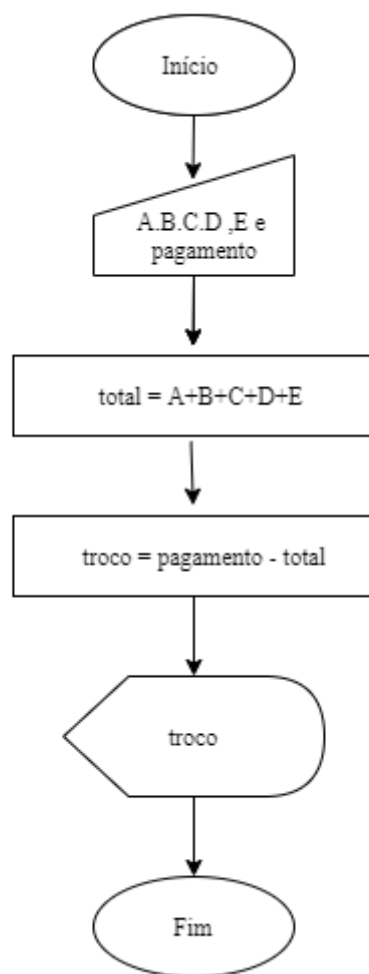 Início
A.B.C.D ,E e
pagamento
total = A+B+C+D+E
troco = pagamento - total
troco
Fim